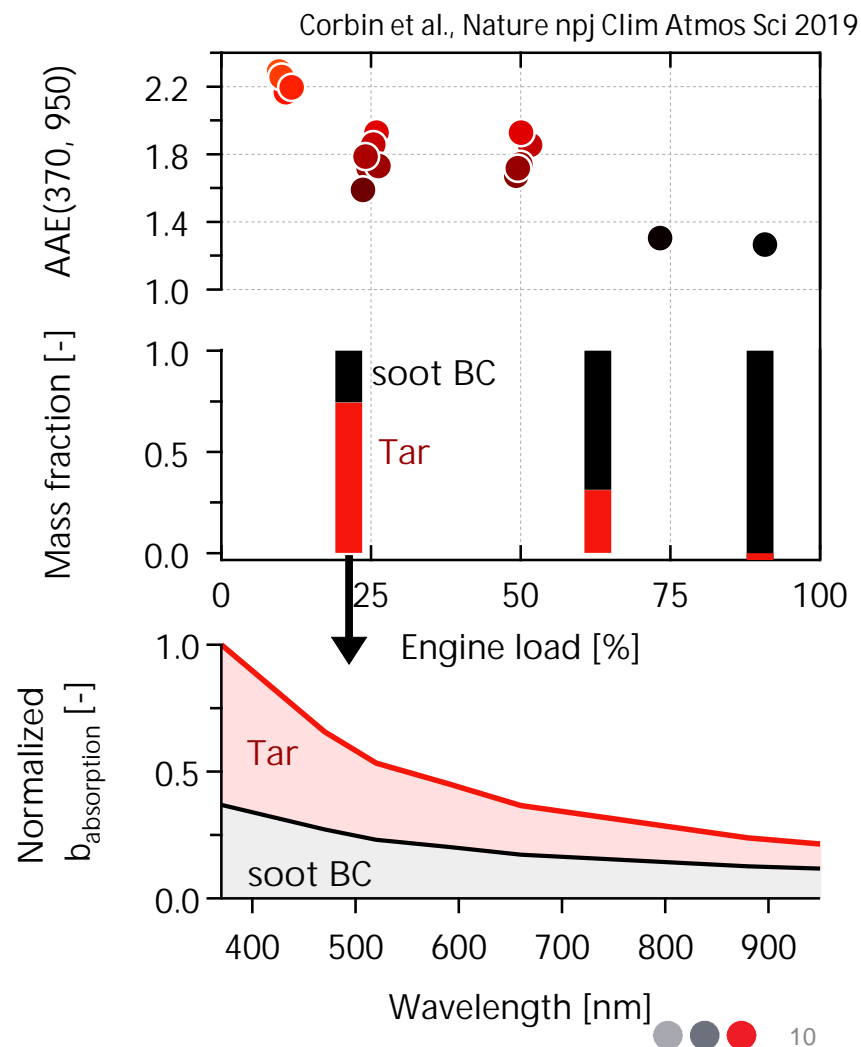 Corbin et al., Nature npj Clim Atmos Sci 2019
AAE(370, 950)
2.2
1.8
1.4
1.0
Mass fraction [-]
1.0
0.5
0.0
soot BC
Tar
0 25 50 75 100
Engine load [%]
Normalized
b_absorption [-]
1.0
0.5
0.0
Tar
soot BC
400 500 600 700 800 900
Wavelength [nm]
10